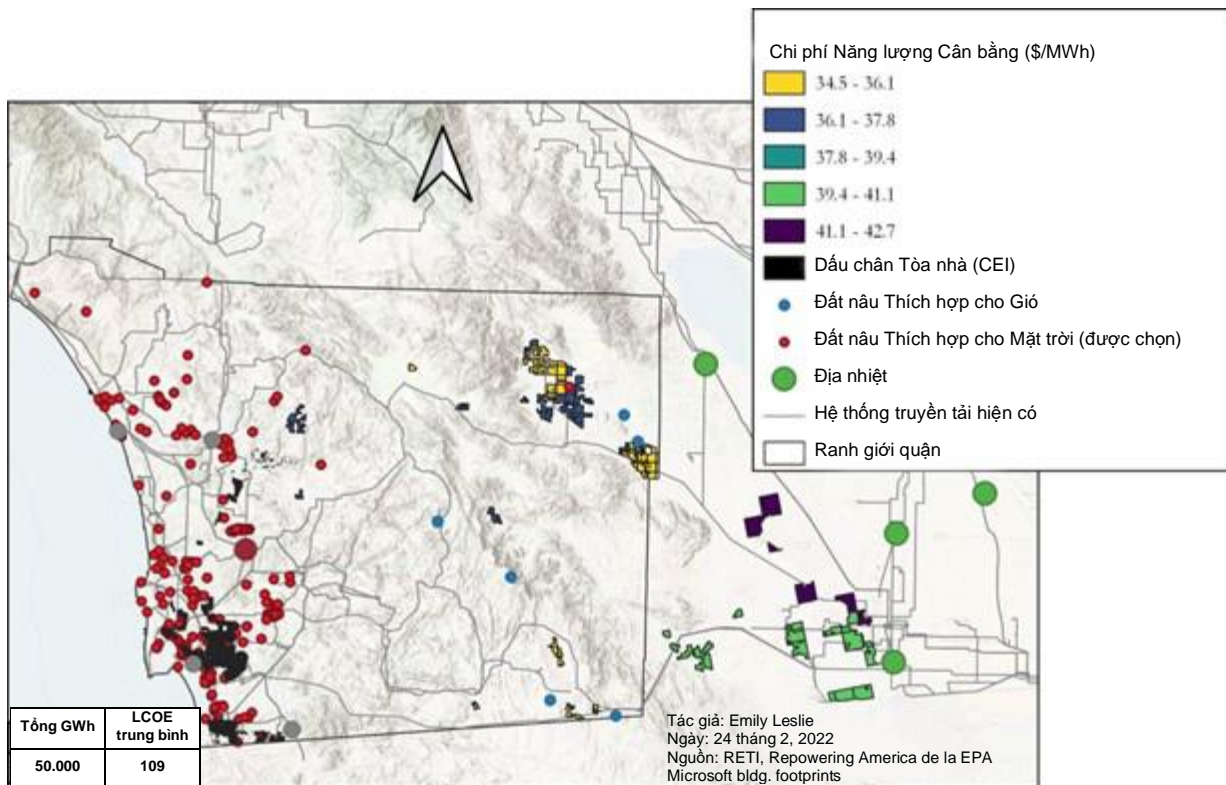 Chi phí Năng lượng Cân bằng ($/MWh)
34.5 - 36.1
36.1 - 37.8
37.8 - 39.4
39.4 - 41.1
41.1 - 42.7
Dấu chân Tòa nhà (CEI)
Đất nâu Thích hợp cho Gió
Đất nâu Thích hợp cho Mặt trời (được chọn)
Địa nhiệt
Hệ thống truyền tải hiện có
Ranh giới quận
Tổng GWh
LCOE
trung bình
50.000
109
Tác giả: Emily Leslie
Ngày: 24 tháng 2, 2022
Nguồn: RETI, Repowering America de la EPA
Microsoft bldg. footprints